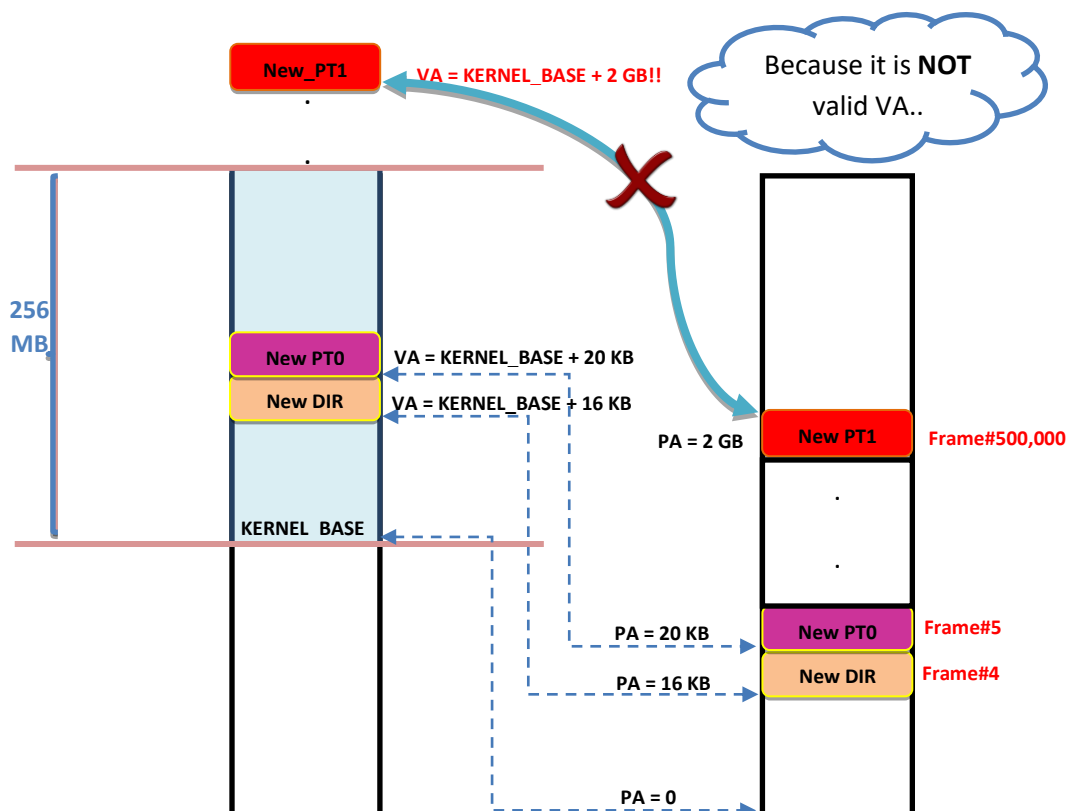 New_PT1
VA = KERNEL_BASE + 2 GB!!
Because it is NOT
valid VA..
.
.
256
MB
New PT0
VA = KERNEL_BASE + 20 KB
New DIR
VA = KERNEL_BASE + 16 KB
PA = 2 GB
New PT1
Frame#500,000
.
.
KERNEL_BASE
PA = 20 KB
New PT0
Frame#5
PA = 16 KB
New DIR
Frame#4
PA = 0